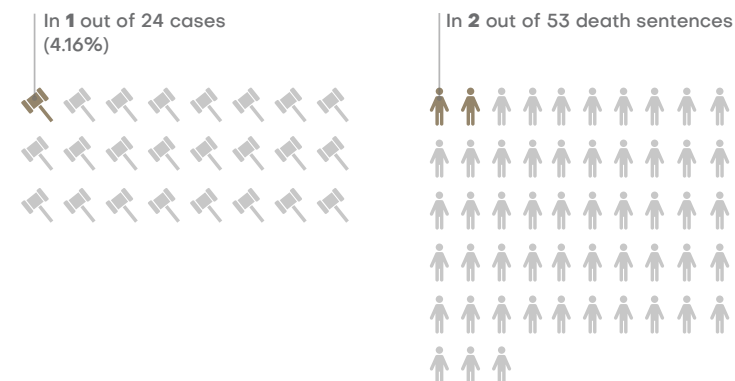 In 1 out of 24 cases
(4.16%)
In 2 out of 53 death sentences